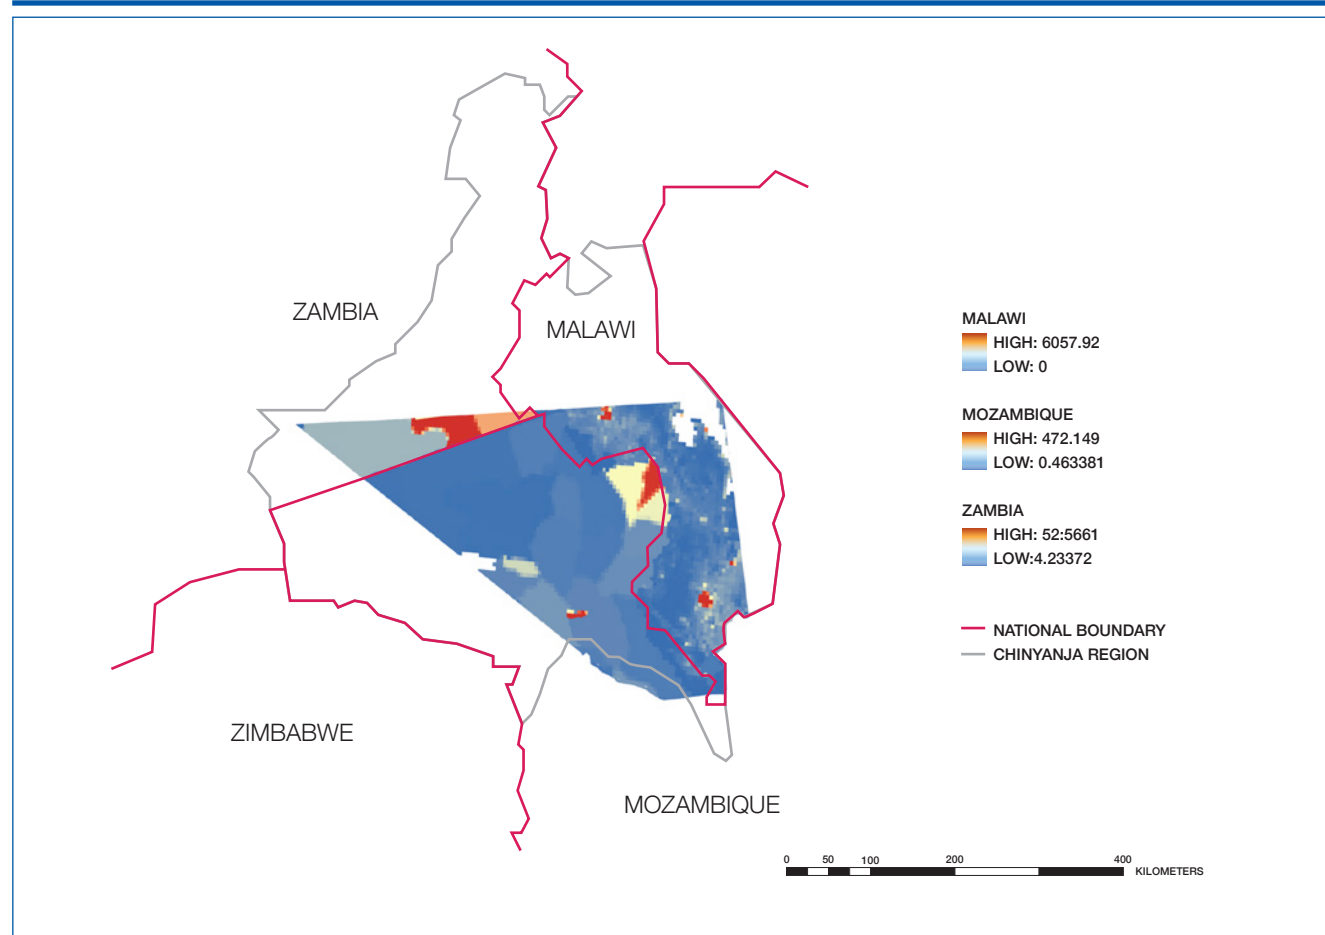 ZAMBIA
MALAWI
ZIMBABWE
MOZAMBIQUE
MALAWI
HIGH: 6057.92
LOW: 0
MOZAMBIQUE
HIGH: 472.149
LOW: 0.463381
ZAMBIA
HIGH: 52:5661
LOW:4.23372
NATIONAL BOUNDARY
CHINYANJA REGION
0 50 100 200 400
KILOMETERS